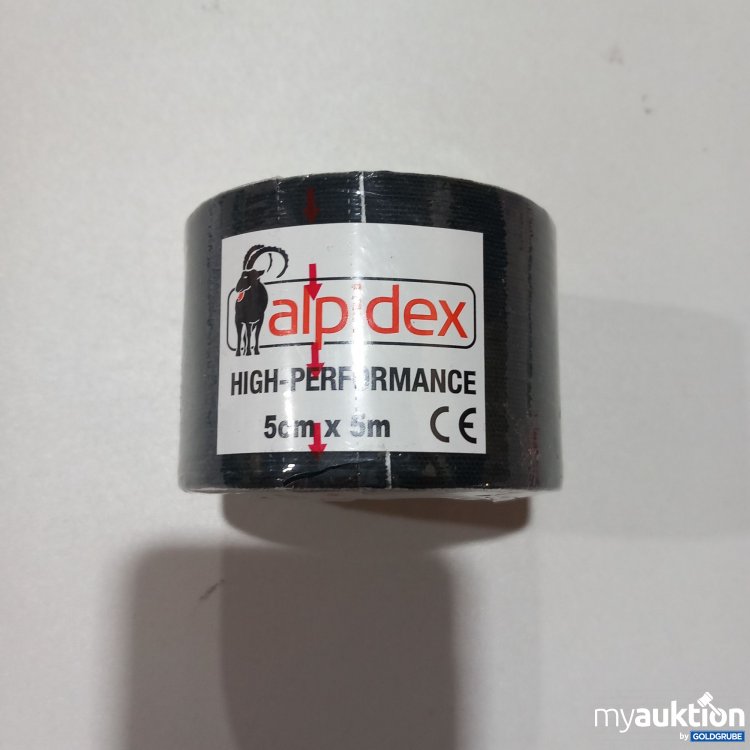 alpidex
HIGH-PERFORMANCE
5cm x 5m CE
myauktion
by GOLDGRUBE